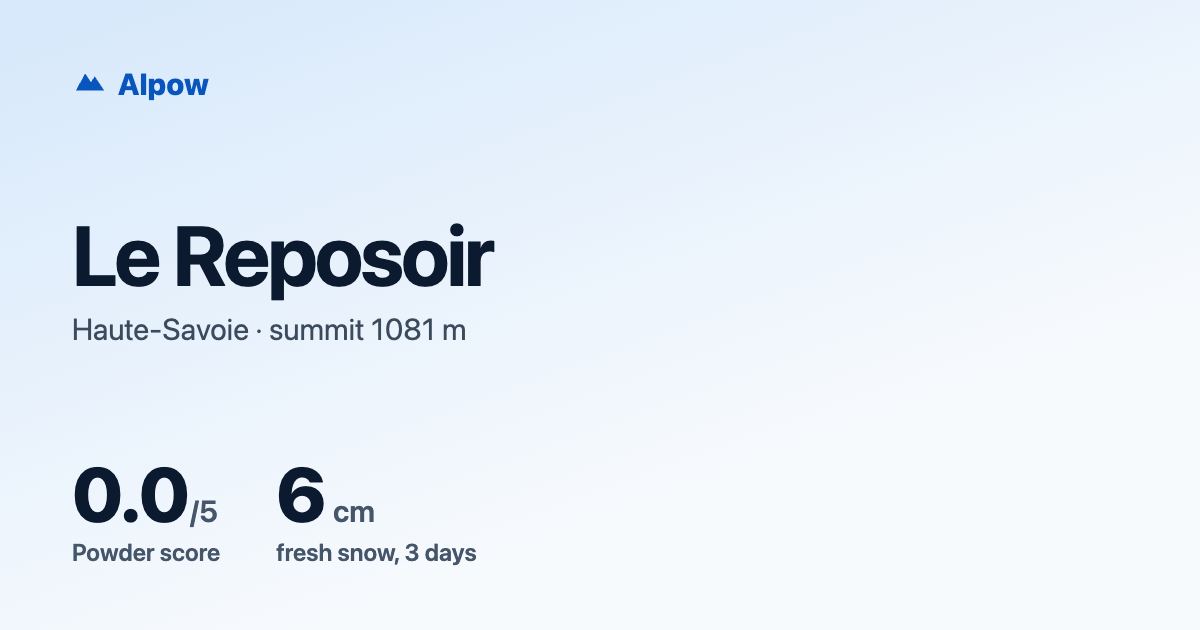 Alpow
Le Reposoir
Haute-Savoie · summit 1081 m
0.0/5
Powder score
6 cm
fresh snow, 3 days